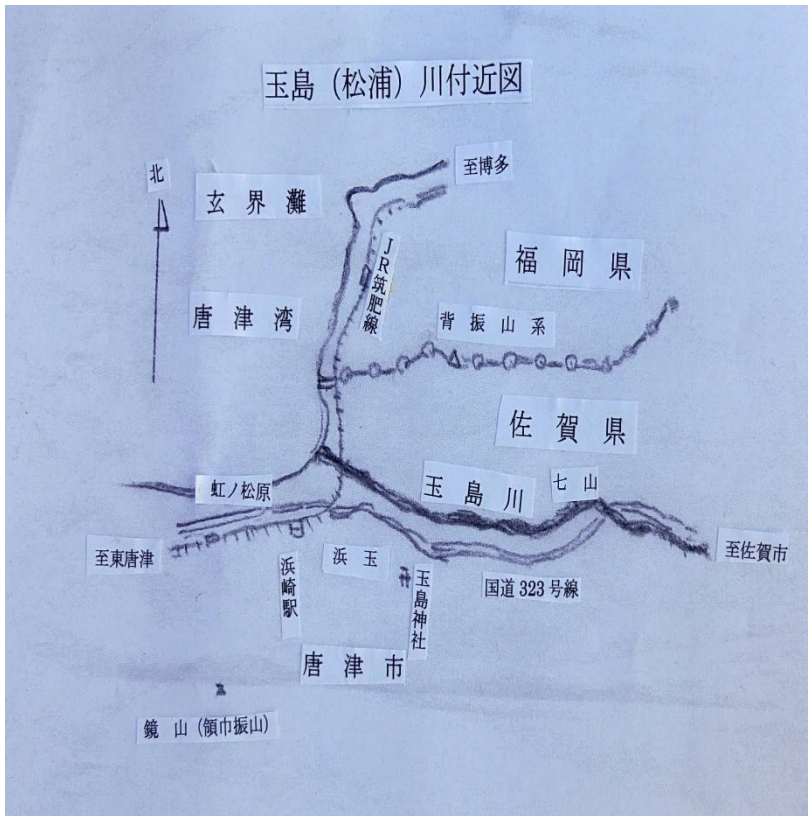 玉島（松浦）川付近図
北
至博多
玄界灘
JR筑肥線
福岡県
唐津湾
背振山系
佐賀県
虹ノ松原
玉島川
七山
至東唐津
浜崎駅
浜玉
玉島神社
国道323号線
至佐賀市
唐津市
鏡山（領巾振山）